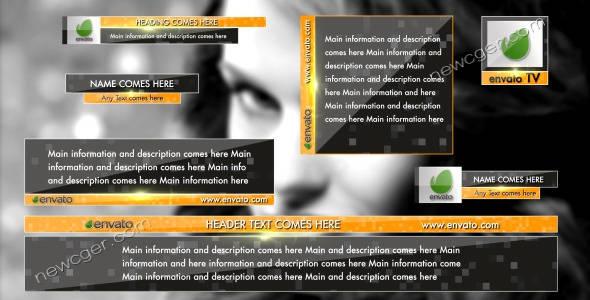 HEADING COMES HERE
envato
Main information and description comes here
NAME COMES HERE
Any Text comes here
Main information and description comes here Main
information and description comes here Main info
and description comes here Main information here
envato
www.envato.com
www.envato.com
envato
Main information and description
comes here Main information and
description comes here Main
information and description comes
here Main information and here
Main information and description
comes here Main information
envato
envato TV
newcger.com
envato
NAME COMES HERE
Any Text comes here
envato
HEADER TEXT COMES HERE
www.envato.com
Main information and description comes here Main and description comes here Main
information and here information and description comes here Main information come
Main information and description comes here Main and description comes here
newcger.com